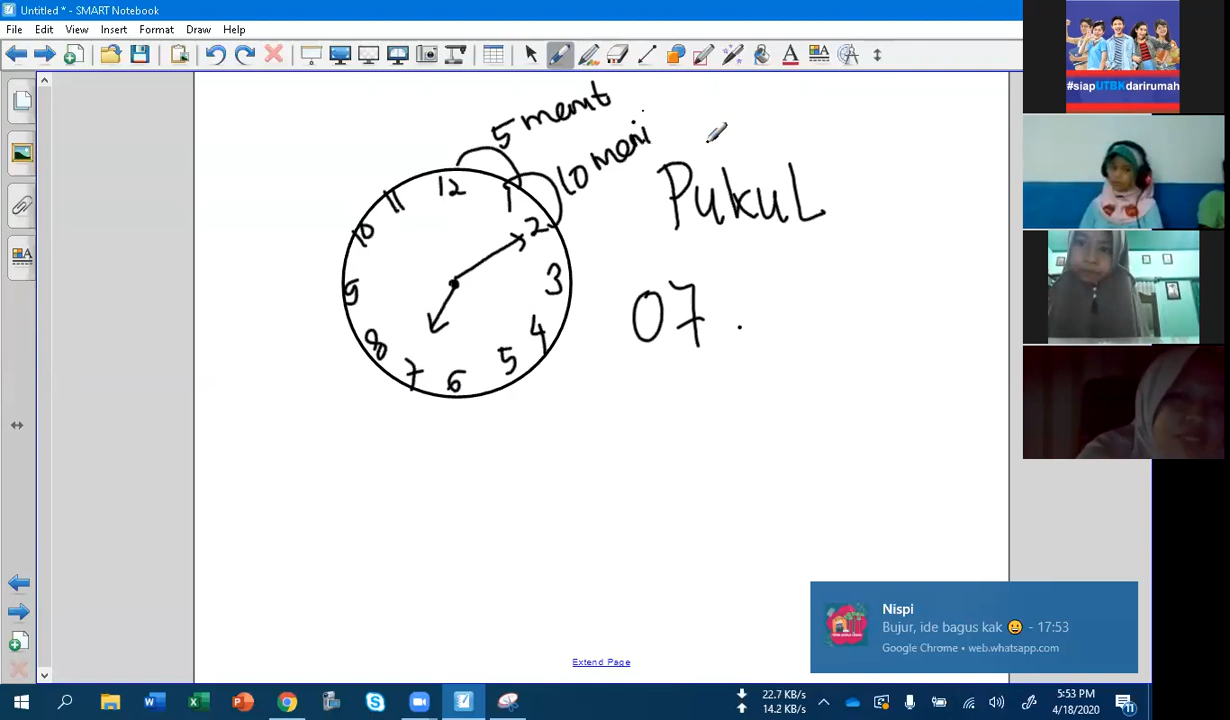 Untitled * - SMART Notebook
File Edit View Insert Format Draw Help
#siapUTBKdarirumah
5 menit
10 meni
12
11 1
10 2
9 3
8 4
7 6 5
Pukul
07 .
Nispi
Bujur, ide bagus kak 😀 - 17:53
Google Chrome • web.whatsapp.com
Extend Page
22.7 KB/s
14.2 KB/s
5:53 PM
4/18/2020
11